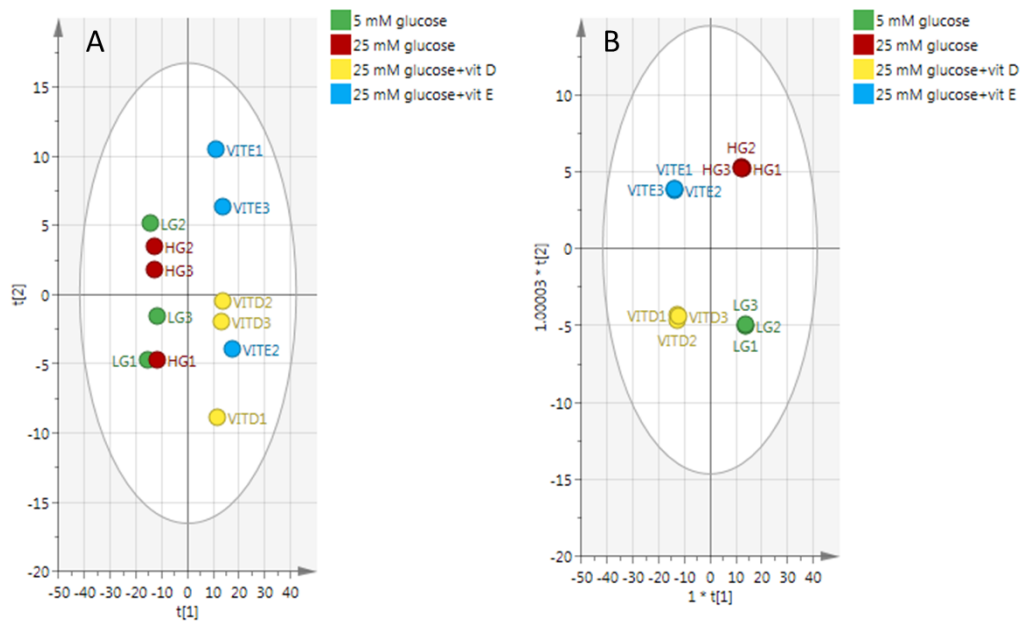 A
5 mM glucose
25 mM glucose
25 mM glucose+vit D
25 mM glucose+vit E
15
10
5
0
-5
-10
-15
-20
t[2]
VITE1
VITE3
LG2
HG2
HG3
VITD2
LG3
VITD3
VITE2
LG1
HG1
VITD1
-50 -40 -30 -20 -10 0 10 20 30 40
t[1]
B
5 mM glucose
25 mM glucose
25 mM glucose+vit D
25 mM glucose+vit E
10
5
0
-5
-10
-15
-20
1.00003 * t[2]
HG2
VITE1
HG3
HG1
VITE3
VITE2
LG3
VITD1
VITD3
LG2
VITD2
LG1
-50 -40 -30 -20 -10 0 10 20 30 40
1 * t[1]